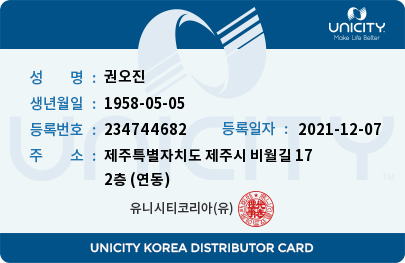 UNICITY
Make Life Better
성 명 : 권오진
생년월일 : 1958-05-05
등록번호 : 234744682 등록일자 : 2021-12-07
주 소 : 제주특별자치도 제주시 비월길 17
2층 (연동)
유니시티코리아(유)
UNICITY
UNICITY KOREA DISTRIBUTOR CARD